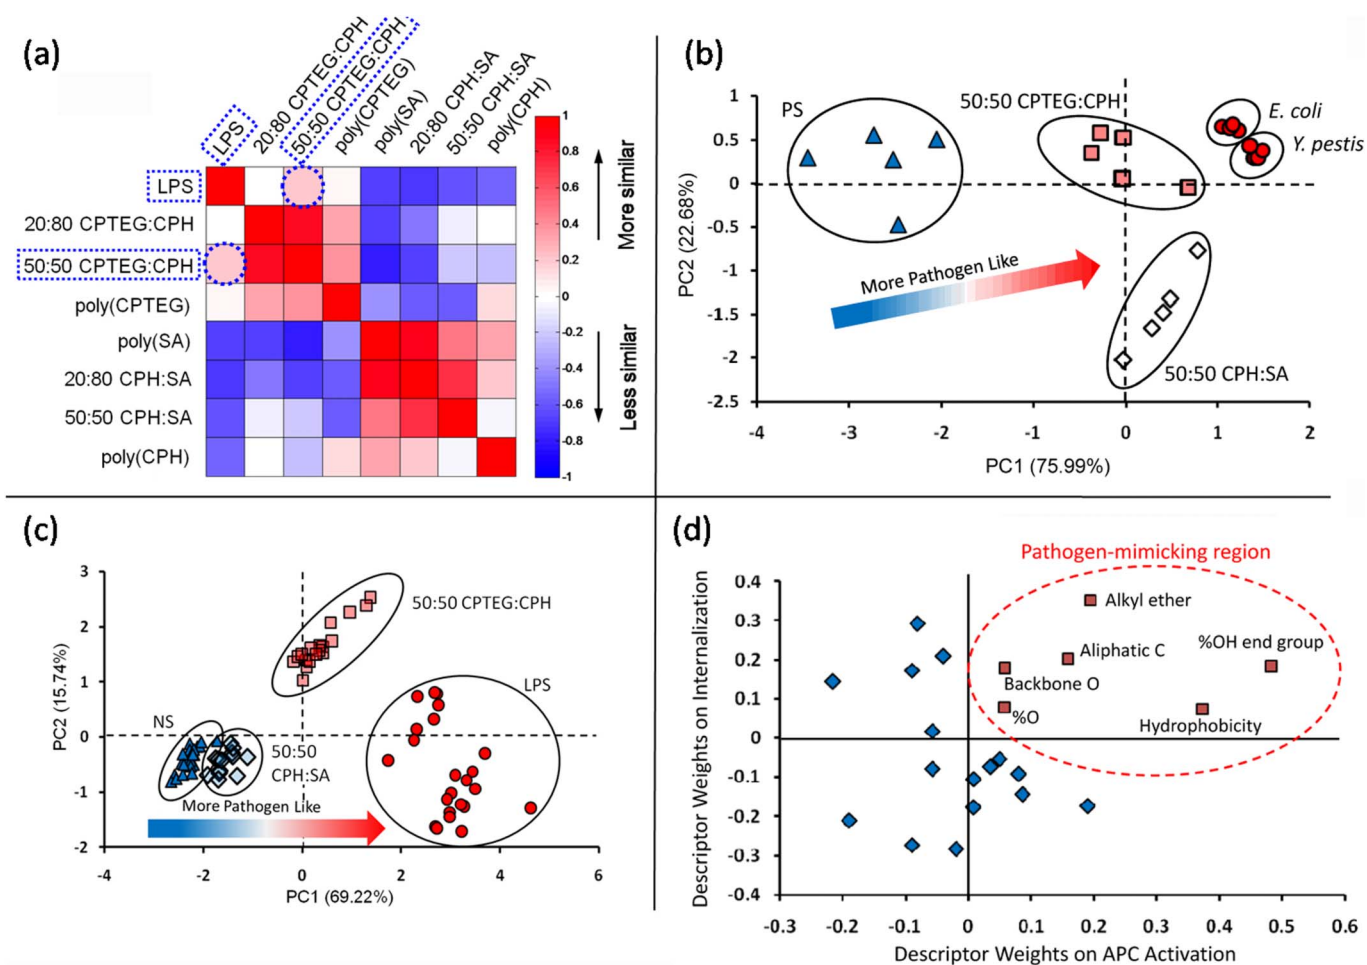 (a)
LPS
20:80 CPTEG:CPH
50:50 CPTEG:CPH
poly(CPTEG)
poly(SA)
20:80 CPH:SA
50:50 CPH:SA
poly(CPH)
LPS
20:80 CPTEG:CPH
50:50 CPTEG:CPH
poly(CPTEG)
poly(SA)
20:80 CPH:SA
50:50 CPH:SA
poly(CPH)
1
0.8
0.6
0.4
0.2
0
-0.2
-0.4
-0.6
-0.8
-1
More similar
Less similar
(b)
PS
50:50 CPTEG:CPH
E. coli
Y. pestis
More Pathogen Like
50:50 CPH:SA
1
0.5
0
-0.5
-1
-1.5
-2
-2.5
PC2 (22.68%)
-4
-3
-2
-1
0
1
2
PC1 (75.99%)
(c)
50:50 CPTEG:CPH
LPS
NS
50:50
CPH:SA
More Pathogen Like
3
2
1
0
-1
-2
PC2 (15.74%)
-4
-2
0
2
4
6
PC1 (69.22%)
(d)
Pathogen-mimicking region
Alkyl ether
%OH end group
Aliphatic C
Backbone O
%O
Hydrophobicity
0.4
0.3
0.2
0.1
0
-0.1
-0.2
-0.3
-0.4
Descriptor Weights on Internalization
-0.3
-0.2
-0.1
0
0.1
0.2
0.3
0.4
0.5
0.6
Descriptor Weights on APC Activation